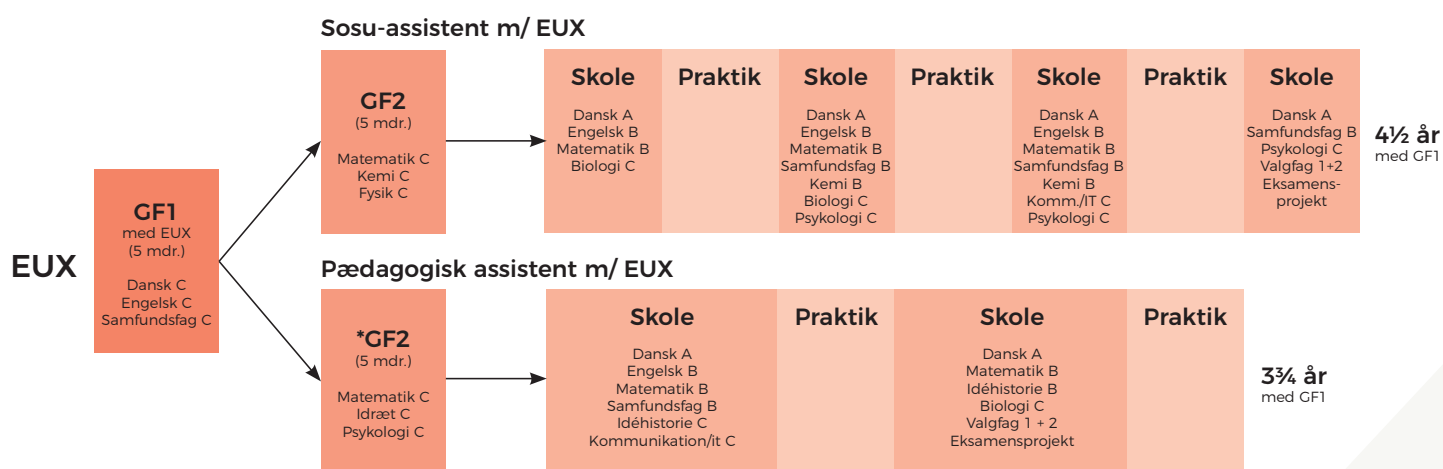 EUX
GF1
med EUX
(5 mdr.)
Dansk C
Engelsk C
Samfundsfag C
Sosu-assistent m/ EUX
GF2
(5 mdr.)
Matematik C
Kemi C
Fysik C
Skole
Dansk A
Engelsk B
Matematik B
Biologi C
Praktik
Skole
Dansk A
Engelsk B
Matematik B
Samfundsfag B
Kemi B
Biologi C
Psykologi C
Praktik
Skole
Dansk A
Engelsk B
Matematik B
Samfundsfag B
Kemi B
Komm./IT C
Psykologi C
Praktik
Skole
Dansk A
Samfundsfag B
Psykologi C
Valgfag 1+2
Eksamens-
projekt
4½ år
med GF1
Pædagogisk assistent m/ EUX
*GF2
(5 mdr.)
Matematik C
Idræt C
Psykologi C
Skole
Dansk A
Engelsk B
Matematik B
Samfundsfag B
Idéhistorie C
Kommunikation/it C
Praktik
Skole
Dansk A
Matematik B
Idéhistorie B
Biologi C
Valgfag 1 + 2
Eksamensprojekt
Praktik
3¾ år
med GF1